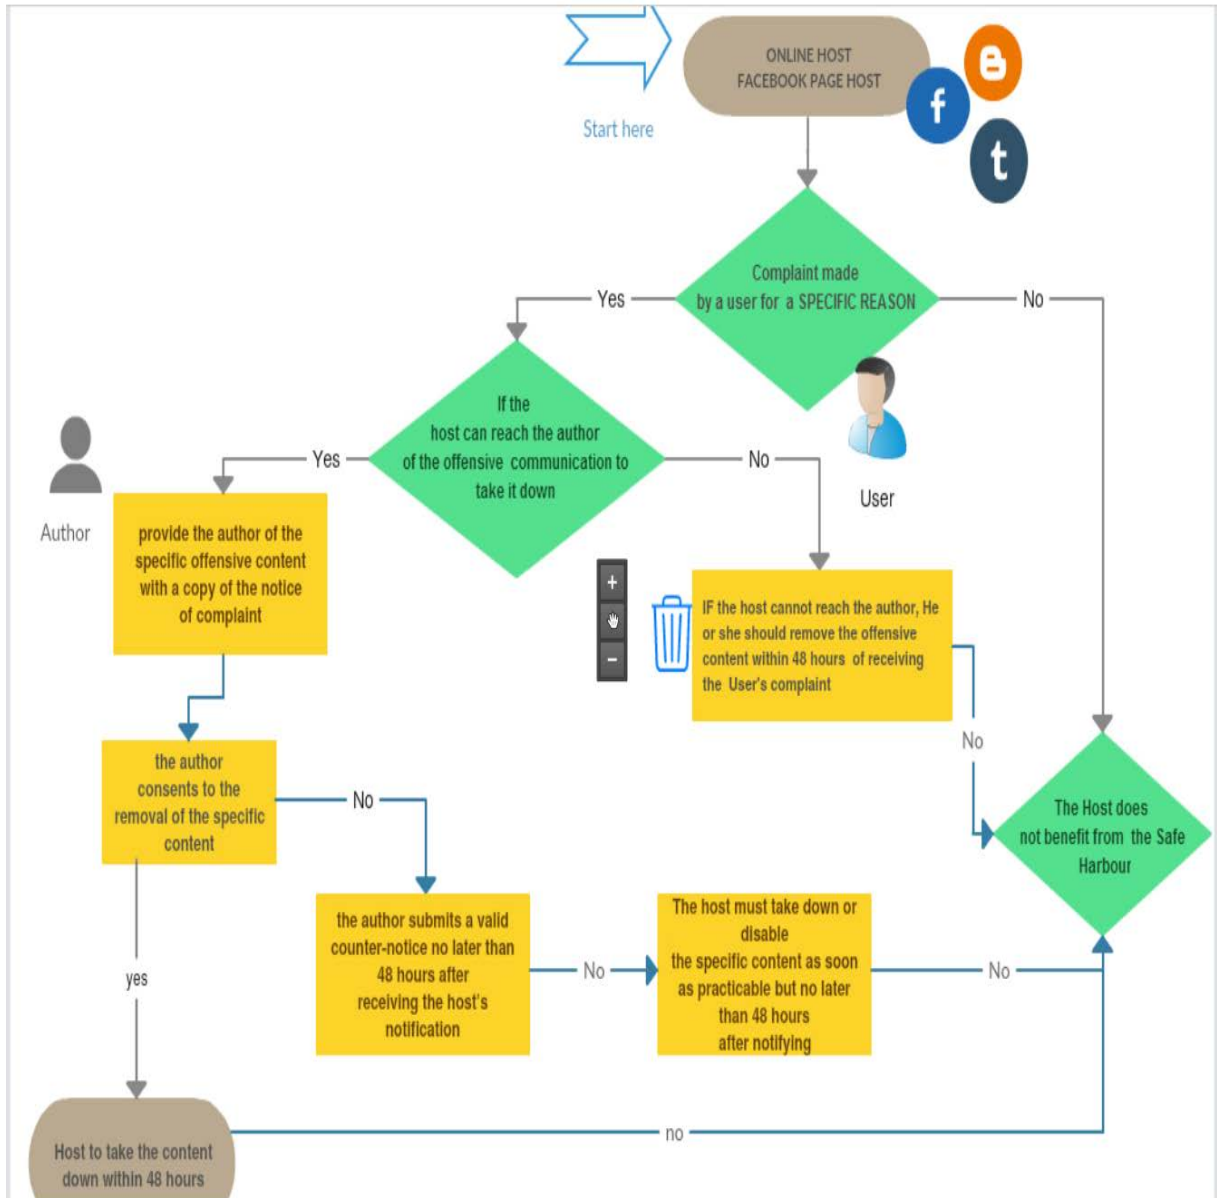 ONLINE HOST
FACEBOOK PAGE HOST
Start here
Complaint made
by a user for a SPECIFIC REASON
Yes
No
If the
host can reach the author
of the offensive communication to
take it down
Yes
No
User
Author
provide the author of the
specific offensive content
with a copy of the notice
of complaint
IF the host cannot reach the author, He
or she should remove the offensive
content within 48 hours of receiving
the User's complaint
No
the author
consents to the
removal of the specific
content
No
The Host does
not benefit from the Safe
Harbour
the author submits a valid
counter-notice no later than
48 hours after
receiving the host's
notification
No
The host must take down or
disable
the specific content as soon
as practicable but no later
than 48 hours
after notifying
No
yes
Host to take the content
down within 48 hours
no